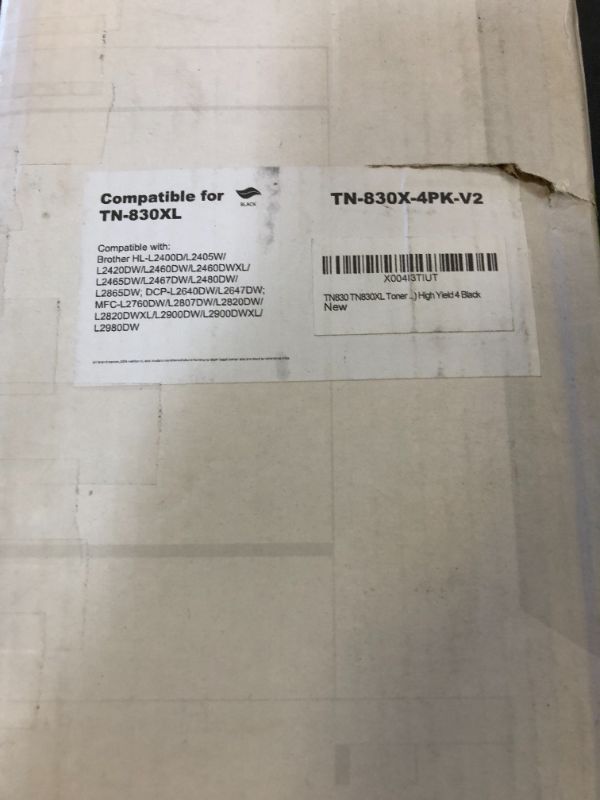 Compatible for
TN-830XL
BLACK
Compatible with:
Brother HL-L2400D/L2405W/
L2420DW/L2460DW/L2460DWXL/
L2465DW/L2467DW/L2480DW/
L2865DW; DCP-L2640DW/L2647DW;
MFC-L2760DW/L2807DW/L2820DW/
L2820DWXL/L2900DW/L2900DWXL/
L2980DW
TN-830X-4PK-V2
X004I3TIUT
TN830 TN830XL Toner ...) High Yield 4 Black
New